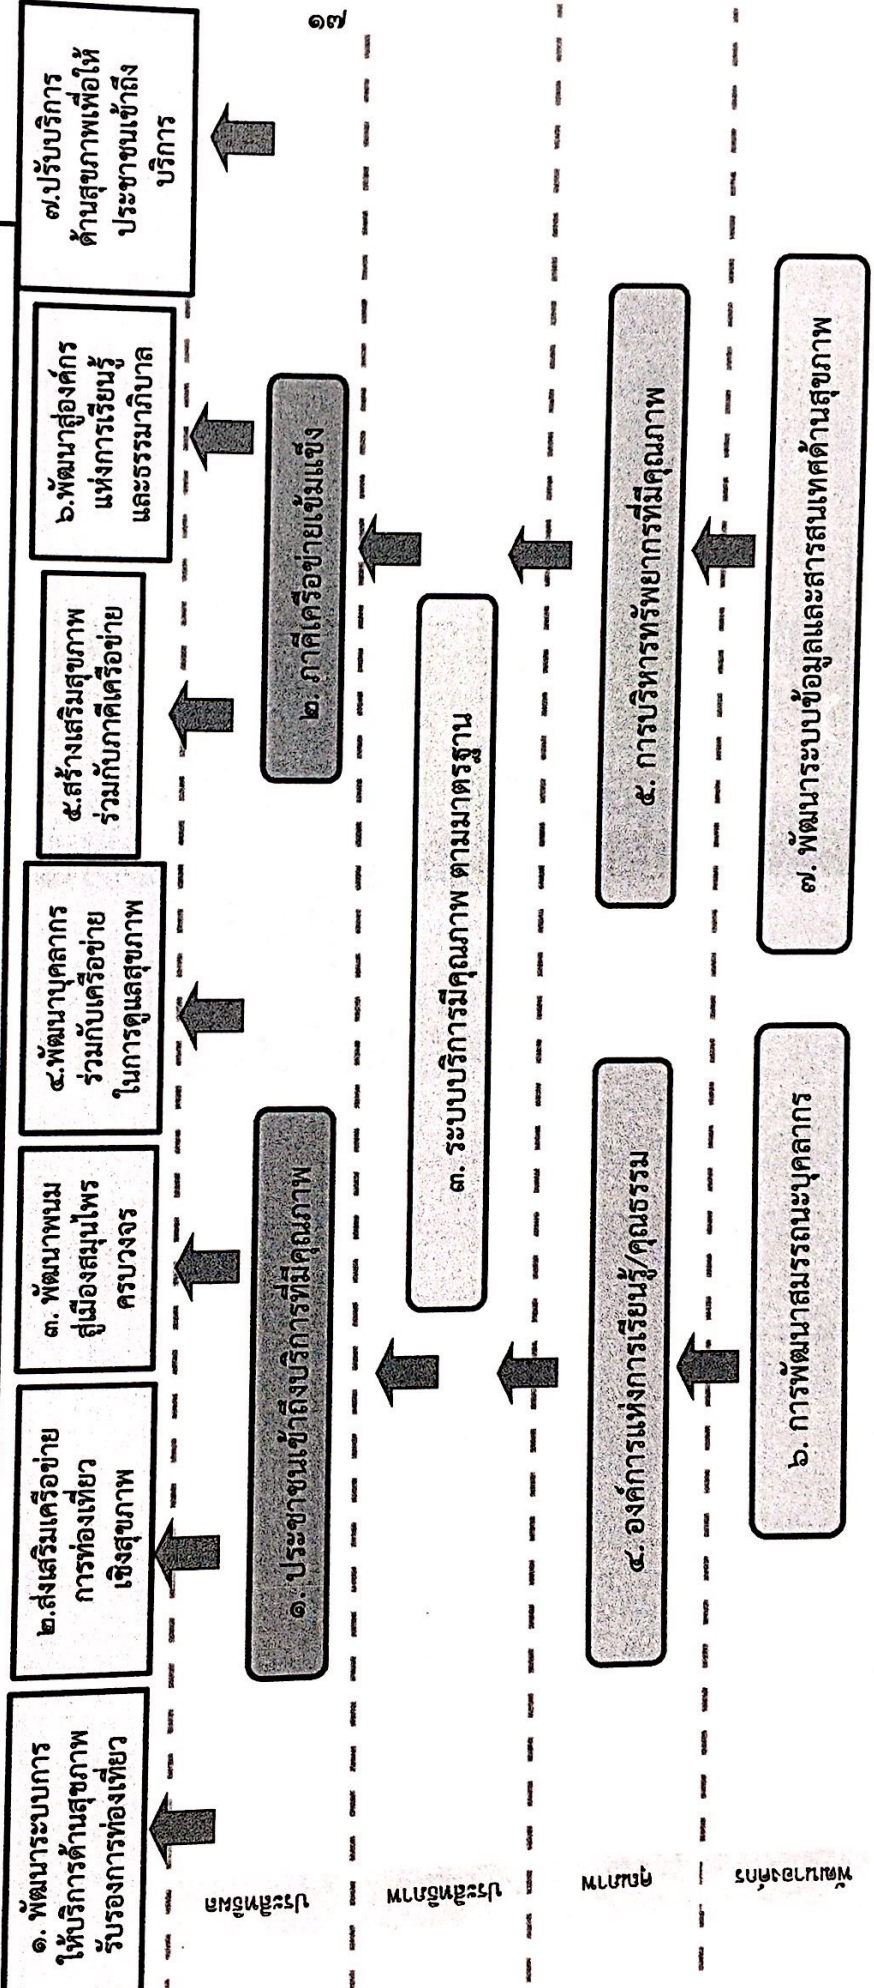 ๑๗
๑. พัฒนาระบบการ
ให้บริการด้านสุขภาพ
รับรองการท่องเที่ยว
๒.ส่งเสริมเครือข่าย
การท่องเที่ยว
เชิงสุขภาพ
๓. พัฒนาพนม
สู่เมืองสมุนไพร
ครบวงจร
๔.พัฒนาบุคลากร
ร่วมกับเครือข่าย
ในการดูแลสุขภาพ
๕.สร้างเสริมสุขภาพ
ร่วมกับภาคีเครือข่าย
๖.พัฒนาสู่องค์กร
แห่งการเรียนรู้
และธรรมาภิบาล
๗.ปรับบริการ
ด้านสุขภาพเพื่อให้
ประชาชนเข้าถึง
บริการ
ประสิทธิผล
๑. ประชาชนเข้าถึงบริการที่มีคุณภาพ
๒. ภาคีเครือข่ายเข้มแข็ง
ประสิทธิภาพ
๓. ระบบบริการมีคุณภาพ ตามมาตรฐาน
คุณภาพ
๔. องค์การแห่งการเรียนรู้/คุณธรรม
๕. การบริหารทรัพยากรที่มีคุณภาพ
พัฒนาองค์กร
๖. การพัฒนาสมรรถนะบุคลากร
๗. พัฒนาระบบข้อมูลและสารสนเทศด้านสุขภาพ